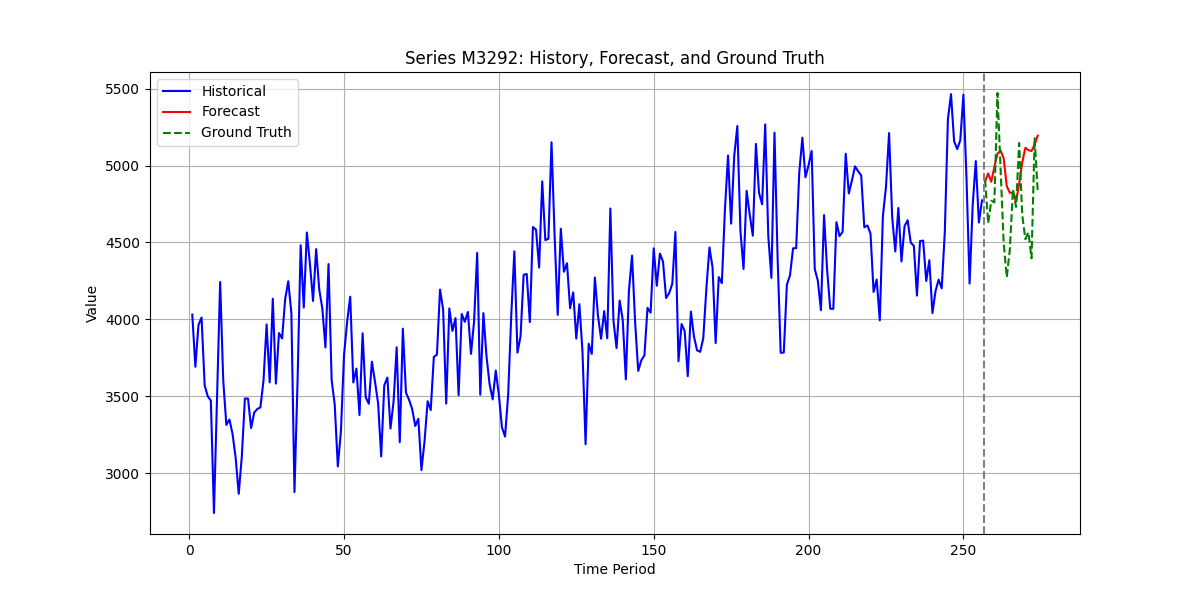 Series M3292: History, Forecast, and Ground Truth
Historical
Forecast
Ground Truth
5500
5000
4500
4000
3500
3000
Value
0 50 100 150 200 250
Time Period